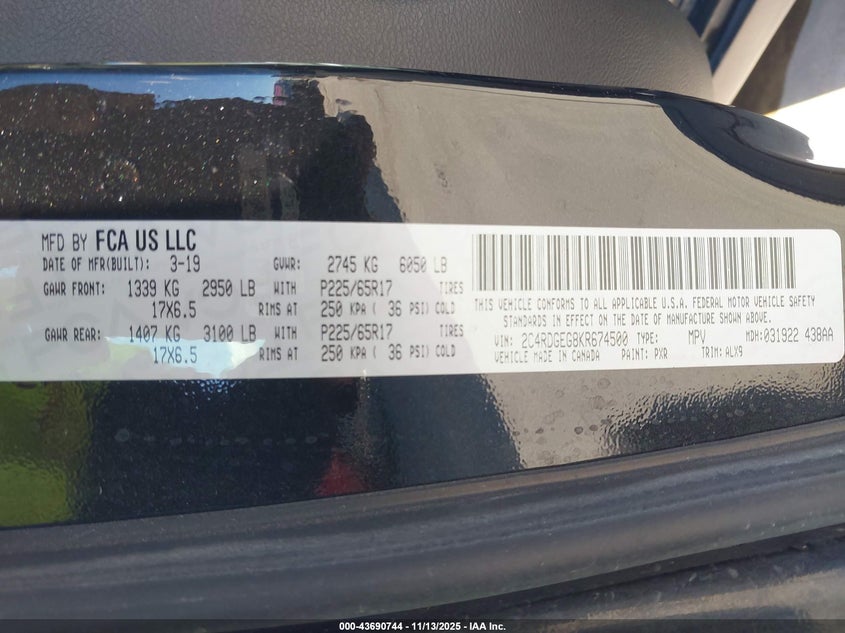 MFD BY FCA US LLC
DATE OF MFR(BUILT): 3-19 GVWR: 2745 KG 6050 LB
GAWR FRONT: 1339 KG 2950 LB WITH P225/65R17 TIRES
17X6.5 RIMS AT 250 KPA ( 36 PSI) COLD
GAWR REAR: 1407 KG 3100 LB WITH P225/65R17 TIRES
17X6.5 RIMS AT 250 KPA ( 36 PSI) COLD
THIS VEHICLE CONFORMS TO ALL APPLICABLE U.S.A. FEDERAL MOTOR VEHICLE SAFETY
STANDARDS IN EFFECT ON THE DATE OF MANUFACTURE SHOWN ABOVE.
VIN: 2C4RDGEG8KR674500 TYPE: MPV MDH: 031922 438AA
VEHICLE MADE IN CANADA PAINT: PXR TRIM: ALX9
000-43690744 - 11/13/2025 - IAA Inc.